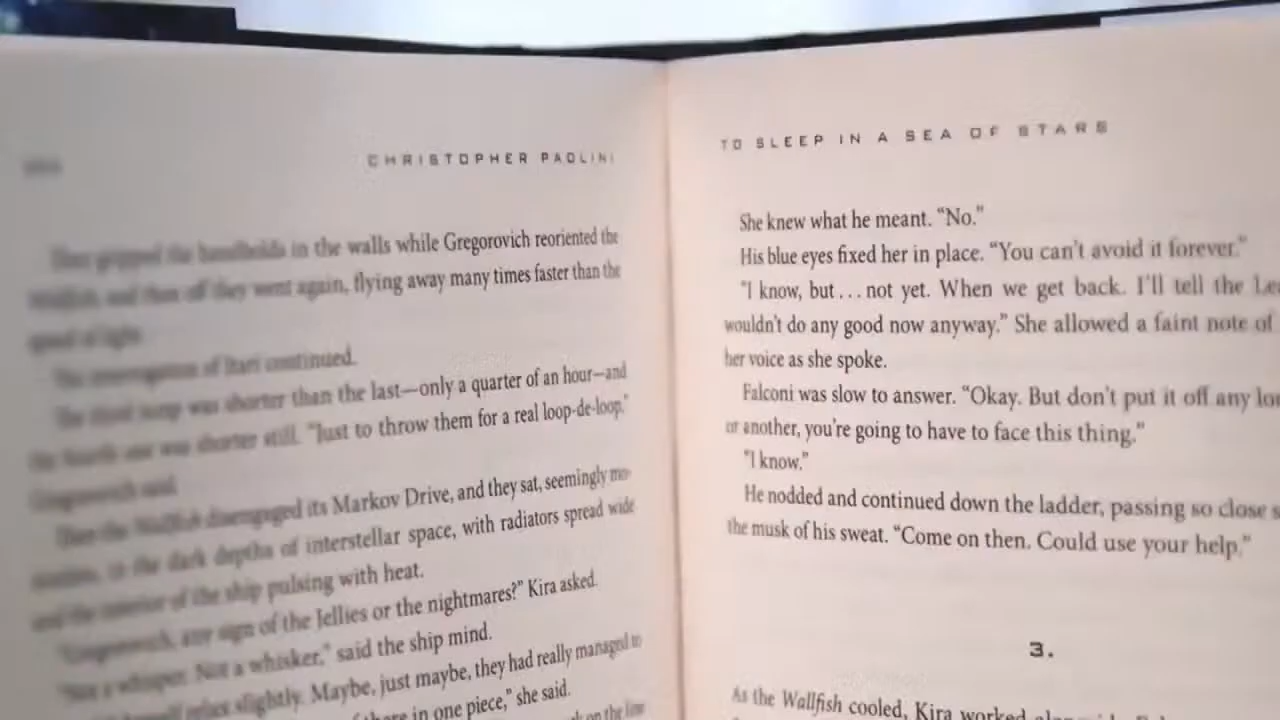 CHRISTOPHER PAOLINI
They gripped the handholds in the walls while Gregorovich reoriented the
Wallfish, and then off they went again, flying away many times faster than the
speed of light.
The interrogation of Itari continued.
The third jump was shorter than the last—only a quarter of an hour—and
the fourth one was shorter still. “Just to throw them for a real loop-de-loop,”
Gregorovich said.
Then the Wallfish disengaged its Markov Drive, and they sat, seemingly mo-
in the dark depths of interstellar space, with radiators spread wide
and the interior of the ship pulsing with heat.
“Gregorovich, any sign of the Jellies or the nightmares?” Kira asked.
“Not a whisper. Not a whisker,” said the ship mind.
relax slightly. Maybe, just maybe, they had really managed to
of there in one piece,” she said.
on the low
TO SLEEP IN A SEA OF STARS
She knew what he meant. “No.”
His blue eyes fixed her in place. “You can’t avoid it forever.”
“I know, but . . . not yet. When we get back. I’ll tell the
wouldn’t do any good now anyway.” She allowed a faint note of
her voice as she spoke.
Falconi was slow to answer. “Okay. But don’t put it off any
or another, you’re going to have to face this thing.”
“I know.”
He nodded and continued down the ladder, passing so close
the musk of his sweat. “Come on then. Could use your help.”
3.
As the Wallfish cooled, Kira worked